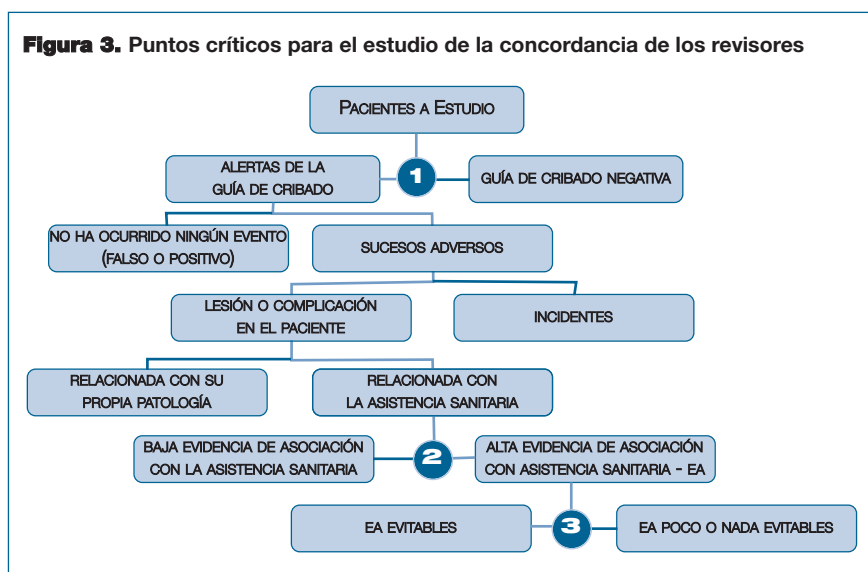 Figura 3. Puntos críticos para el estudio de la concordancia de los revisores
PACIENTES A ESTUDIO
ALERTAS DE LA
GUÍA DE CRIBADO
1
GUÍA DE CRIBADO NEGATIVA
NO HA OCURRIDO NINGÚN EVENTO
(FALSO O POSITIVO)
SUCESOS ADVERSOS
LESIÓN O COMPLICACIÓN
EN EL PACIENTE
INCIDENTES
RELACIONADA CON SU
PROPIA PATOLOGÍA
RELACIONADA CON
LA ASISTENCIA SANITARIA
BAJA EVIDENCIA DE ASOCIACIÓN
CON LA ASISTENCIA SANITARIA
2
ALTA EVIDENCIA DE ASOCIACIÓN
CON ASISTENCIA SANITARIA - EA
EA EVITABLES
3
EA POCO O NADA EVITABLES